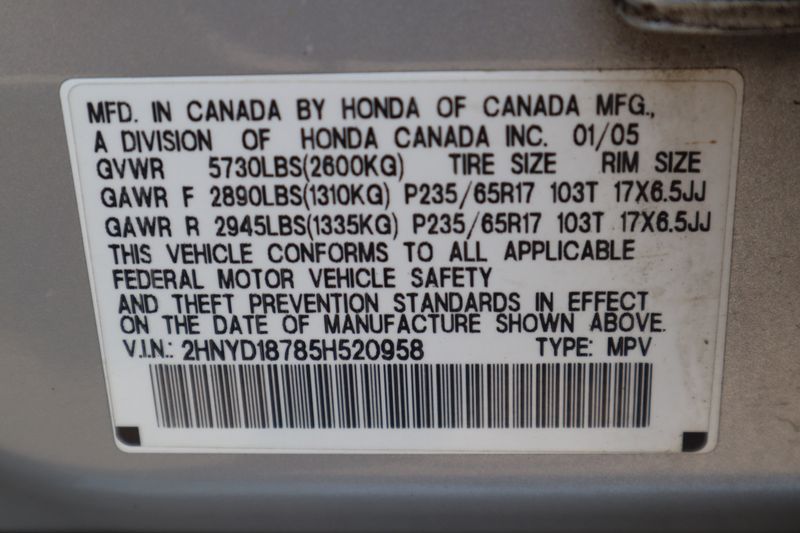 MFD. IN CANADA BY HONDA OF CANADA MFG.,
A DIVISION OF HONDA CANADA INC. 01/05
GVWR 5730LBS(2600KG) TIRE SIZE RIM SIZE
GAWR F 2890LBS(1310KG) P235/65R17 103T 17X6.5JJ
GAWR R 2945LBS(1335KG) P235/65R17 103T 17X6.5JJ
THIS VEHICLE CONFORMS TO ALL APPLICABLE
FEDERAL MOTOR VEHICLE SAFETY
AND THEFT PREVENTION STANDARDS IN EFFECT
ON THE DATE OF MANUFACTURE SHOWN ABOVE.
V.I.N.: 2HNYD18785H520958 TYPE: MPV